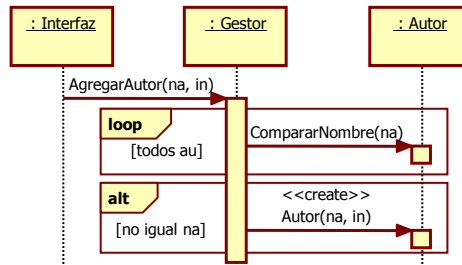 : Interfaz
: Gestor
: Autor
AgregarAutor(na, in)
loop
CompararNombre(na)
[todos au]
alt
<<create>>
Autor(na, in)
[no igual na]